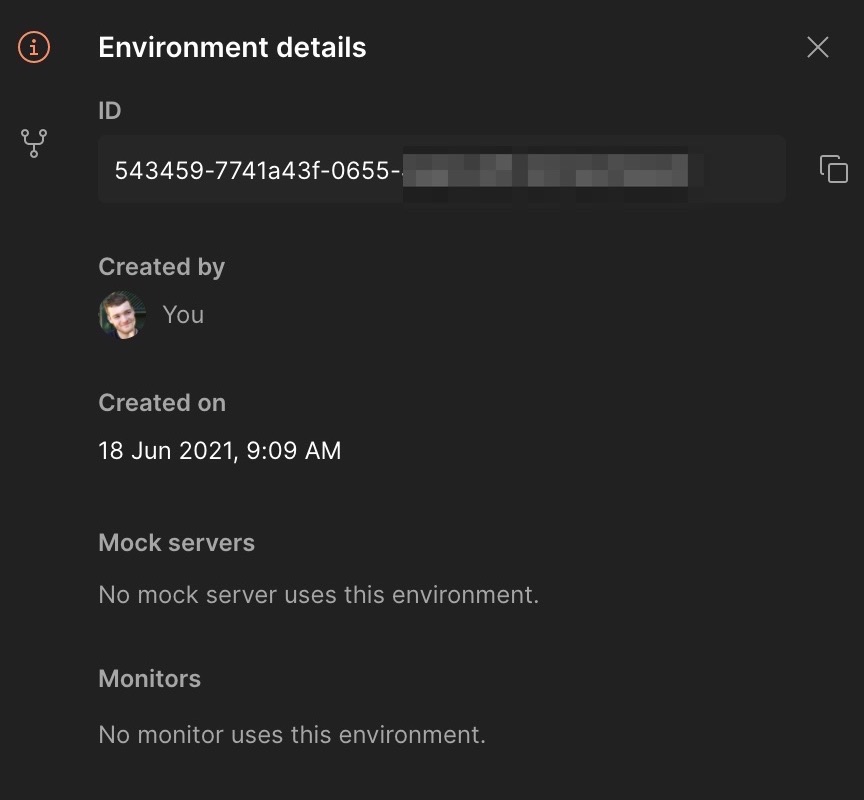 Environment details
ID
543459-7741a43f-0655-
Created by
You
Created on
18 Jun 2021, 9:09 AM
Mock servers
No mock server uses this environment.
Monitors
No monitor uses this environment.